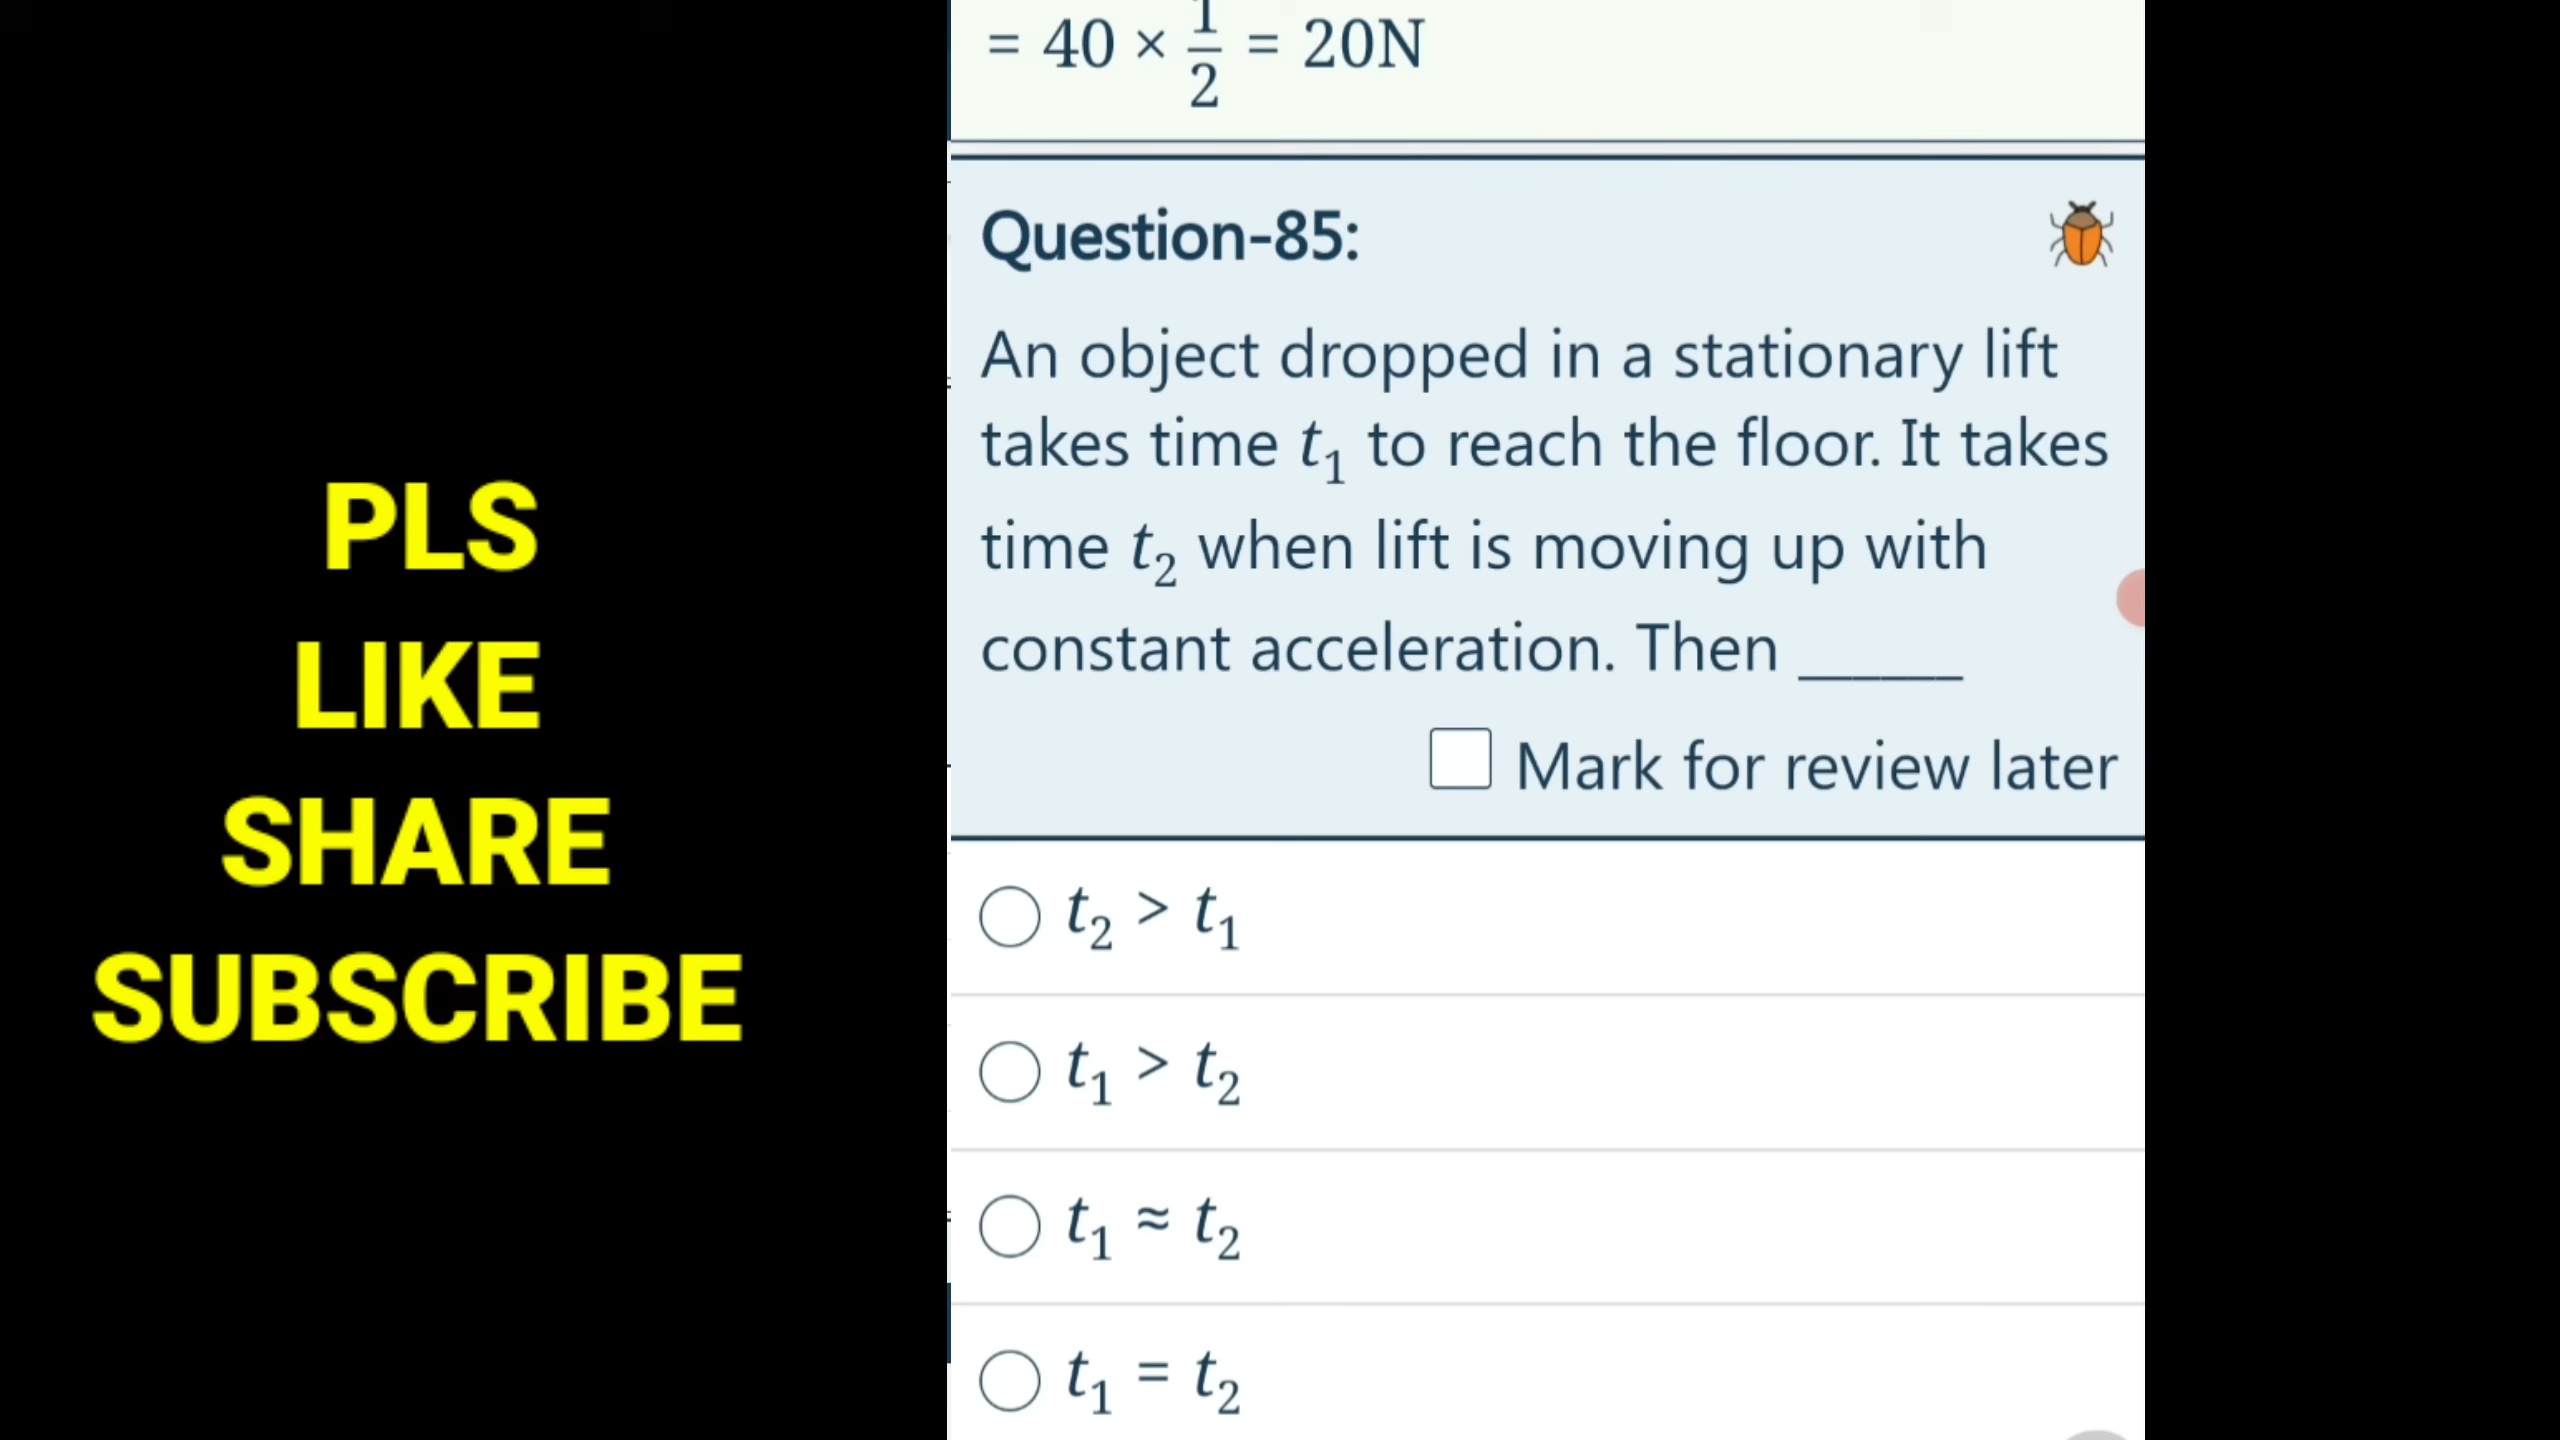 PLS
LIKE
SHARE
SUBSCRIBE
= 40 × 1/2 = 20N
Question-85:
An object dropped in a stationary lift
takes time t₁ to reach the floor. It takes
time t₂ when lift is moving up with
constant acceleration. Then ______
Mark for review later
t₂ > t₁
t₁ > t₂
t₁ ≈ t₂
t₁ = t₂